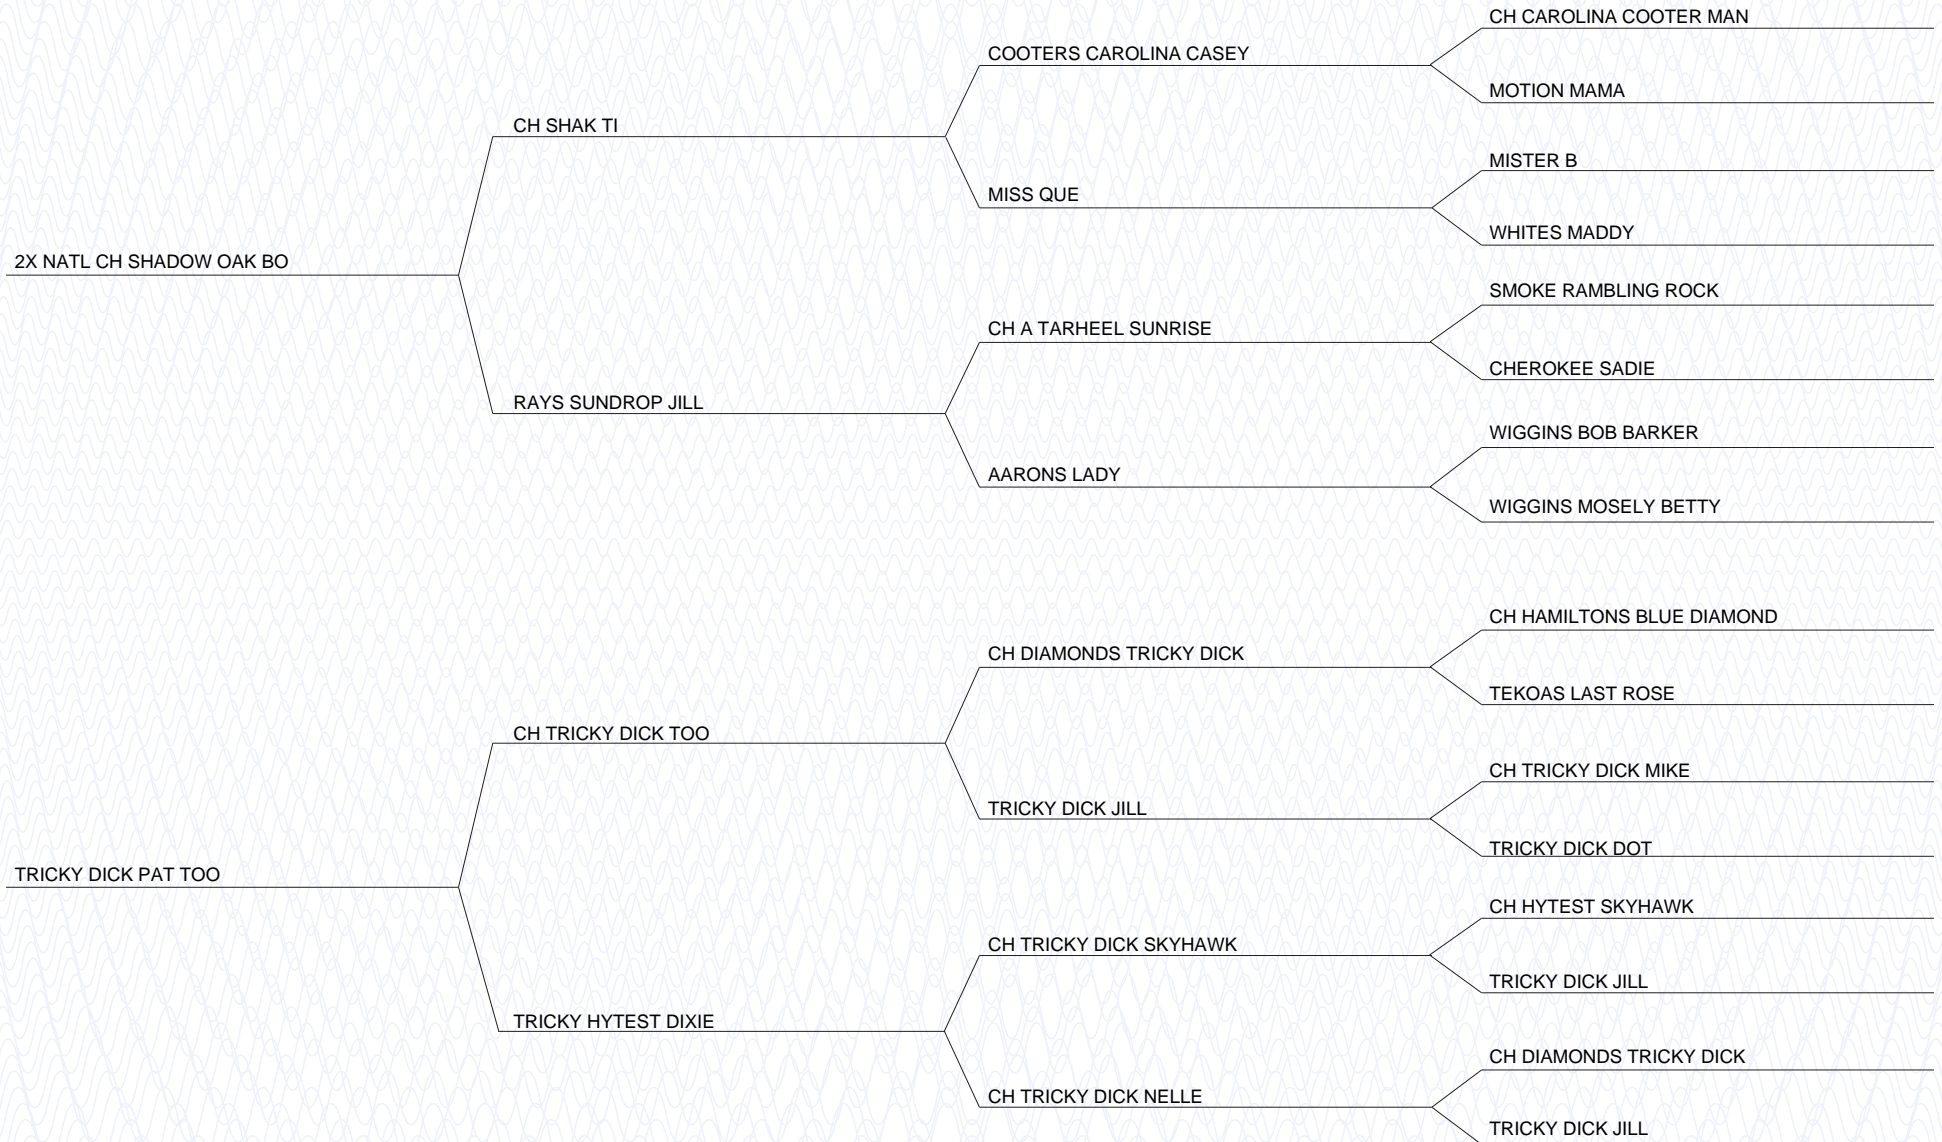 CH CAROLINA COOTER MAN
COOTERS CAROLINA CASEY
MOTION MAMA
CH SHAK TI
MISTER B
MISS QUE
WHITES MADDY
2X NATL CH SHADOW OAK BO
SMOKE RAMBLING ROCK
CH A TARHEEL SUNRISE
CHEROKEE SADIE
RAYS SUNDROP JILL
WIGGINS BOB BARKER
AARONS LADY
WIGGINS MOSELY BETTY
CH HAMILTONS BLUE DIAMOND
CH DIAMONDS TRICKY DICK
TEKOAS LAST ROSE
CH TRICKY DICK TOO
CH TRICKY DICK MIKE
TRICKY DICK JILL
TRICKY DICK DOT
TRICKY DICK PAT TOO
CH HYTEST SKYHAWK
CH TRICKY DICK SKYHAWK
TRICKY DICK JILL
TRICKY HYTEST DIXIE
CH DIAMONDS TRICKY DICK
CH TRICKY DICK NELLE
TRICKY DICK JILL